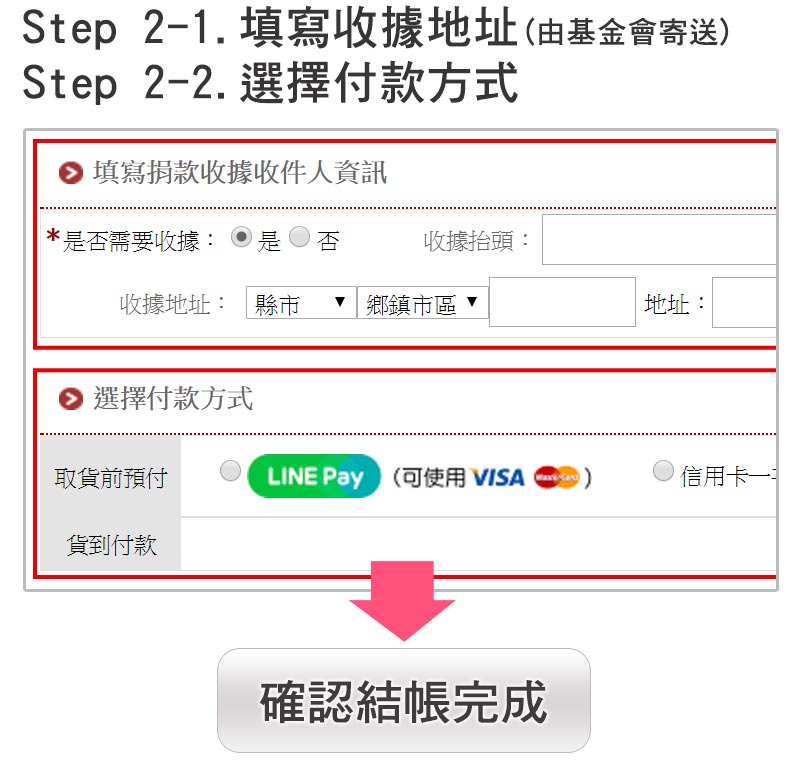 Step 2-1.填寫收據地址(由基金會寄送)
Step 2-2.選擇付款方式
填寫捐款收據收件人資訊
*是否需要收據： 是 否 收據抬頭：
收據地址： 縣市 鄉鎮市區 地址：
選擇付款方式
取貨前預付 LINE Pay (可使用 VISA MasterCard) 信用卡一
貨到付款
確認結帳完成